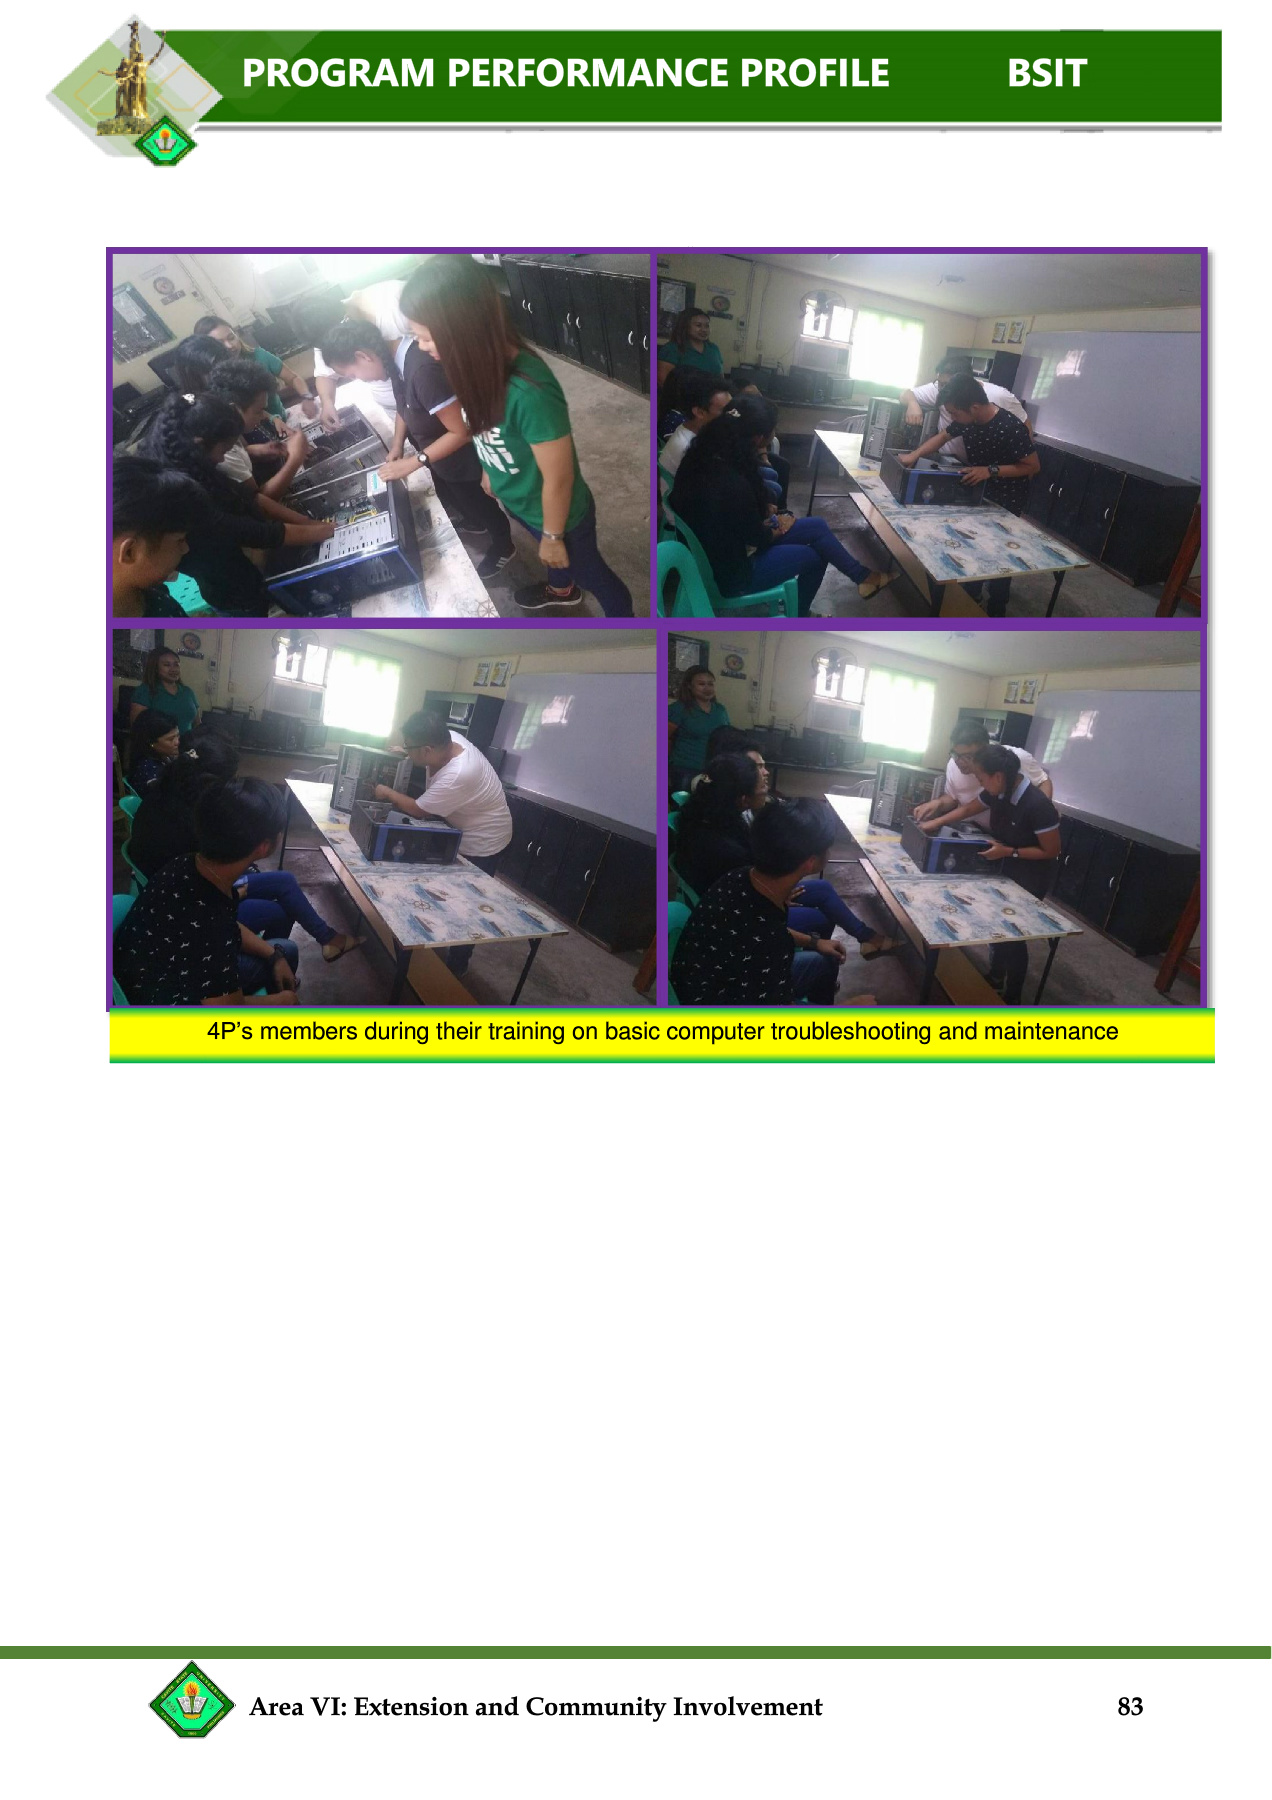 PROGRAM PERFORMANCE PROFILE BSIT
4P's members during their training on basic computer troubleshooting and maintenance
Area VI: Extension and Community Involvement 83